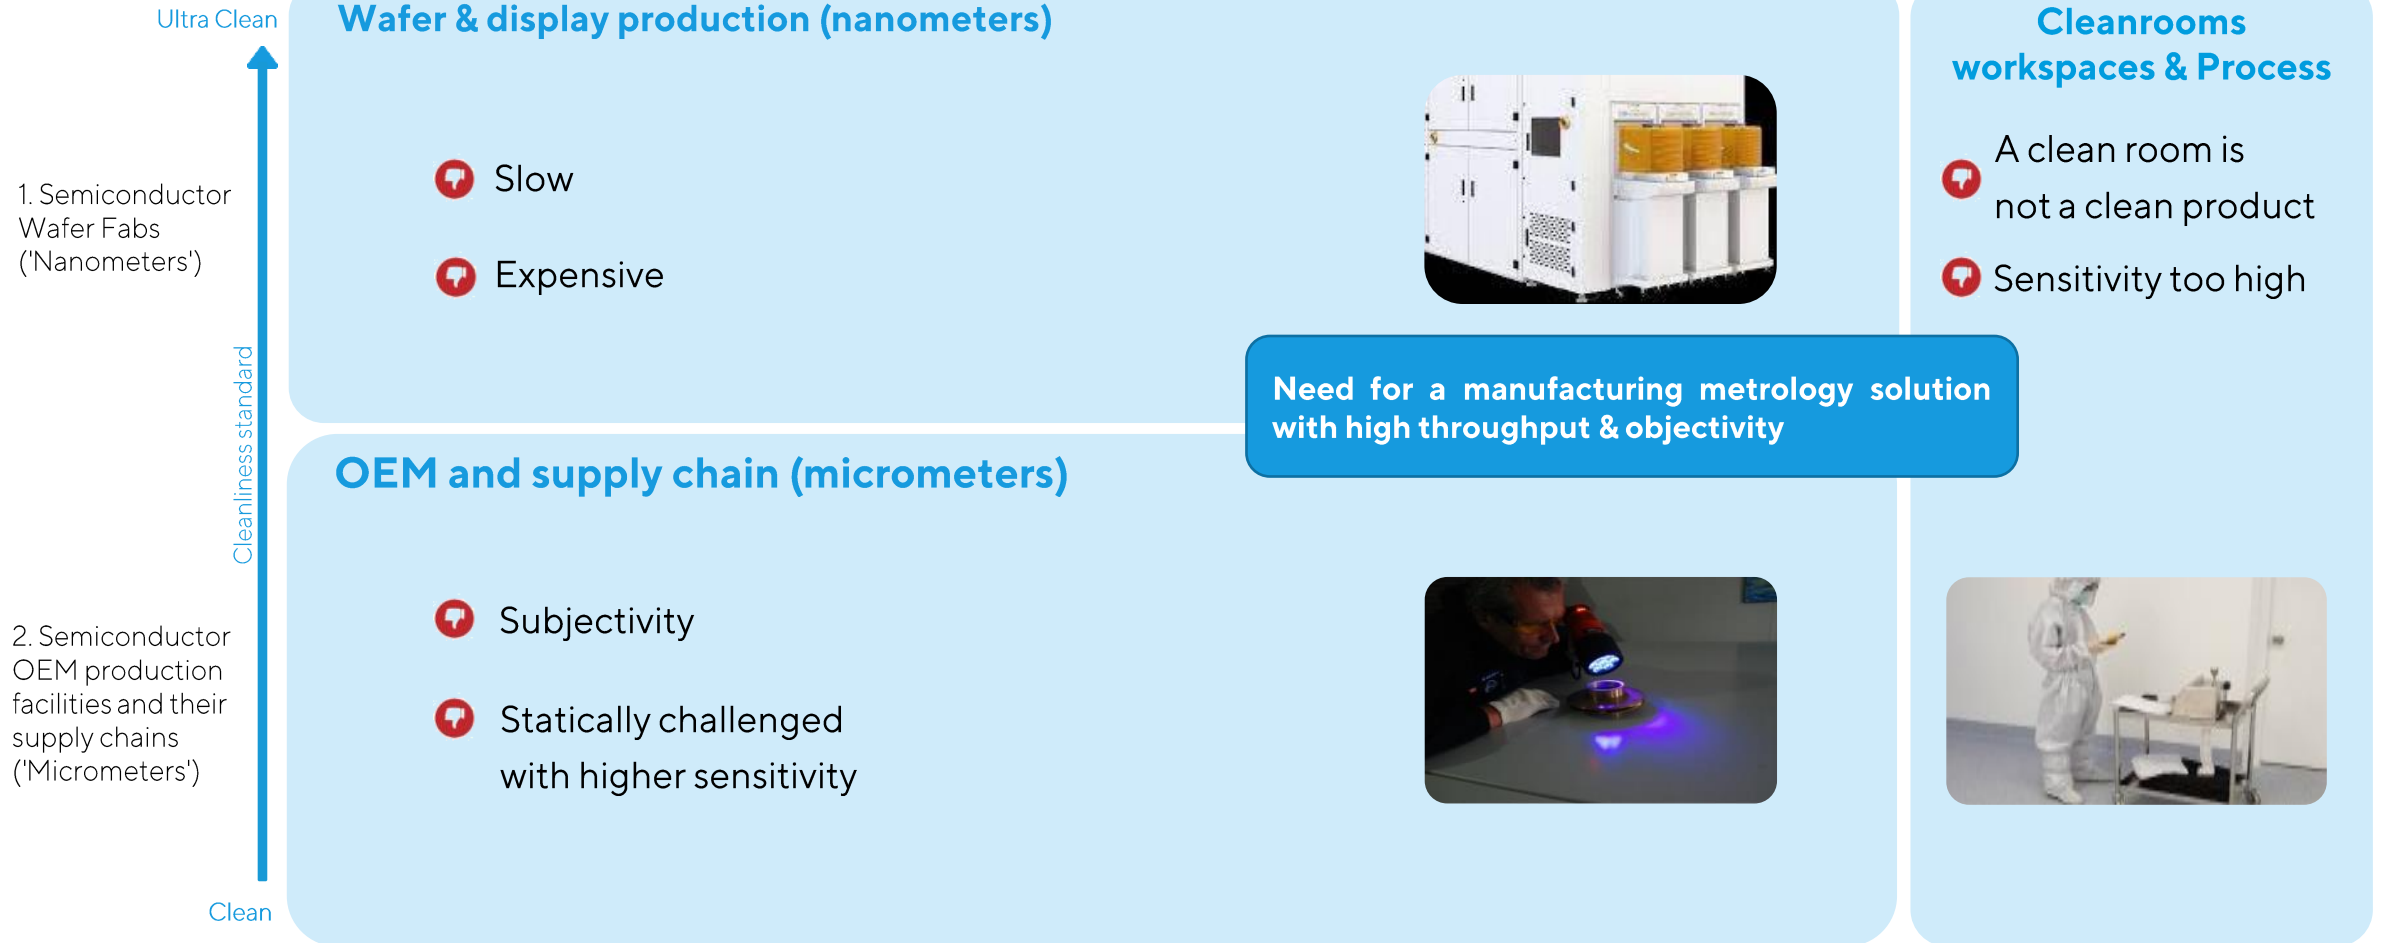 Ultra Clean
1. Semiconductor
Wafer Fabs
('Nanometers')
Cleanliness standard
2. Semiconductor
OEM production
facilities and their
supply chains
('Micrometers')
Clean
Wafer & display production (nanometers)
Slow
Expensive
Cleanrooms
workspaces & Process
A clean room is
not a clean product
Sensitivity too high
Need for a manufacturing metrology solution
with high throughput & objectivity
OEM and supply chain (micrometers)
Subjectivity
Statically challenged
with higher sensitivity